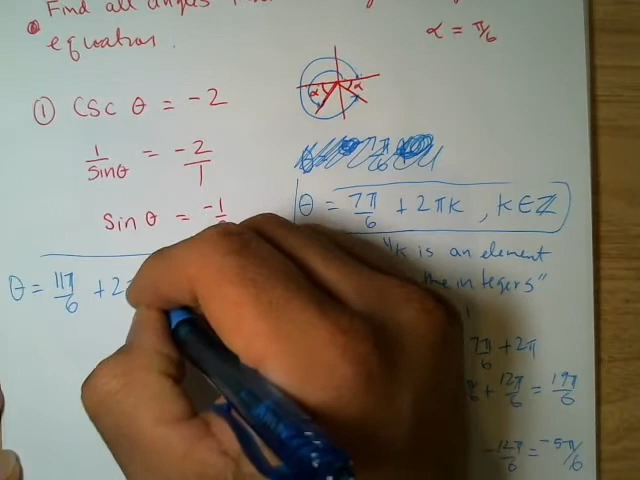 Find all angles
equation.
α = π/6
① CSC θ = -2
1/sinθ = -2/1
sin θ = -1/
α α
θ = 7π/6 + 2πK , K∈ℤ
"K is an element
the integers"
θ = 11π/6 + 2
7π/6 + 2π
+ 12π/6 = 19π/6
-12π/6 = -5π/6